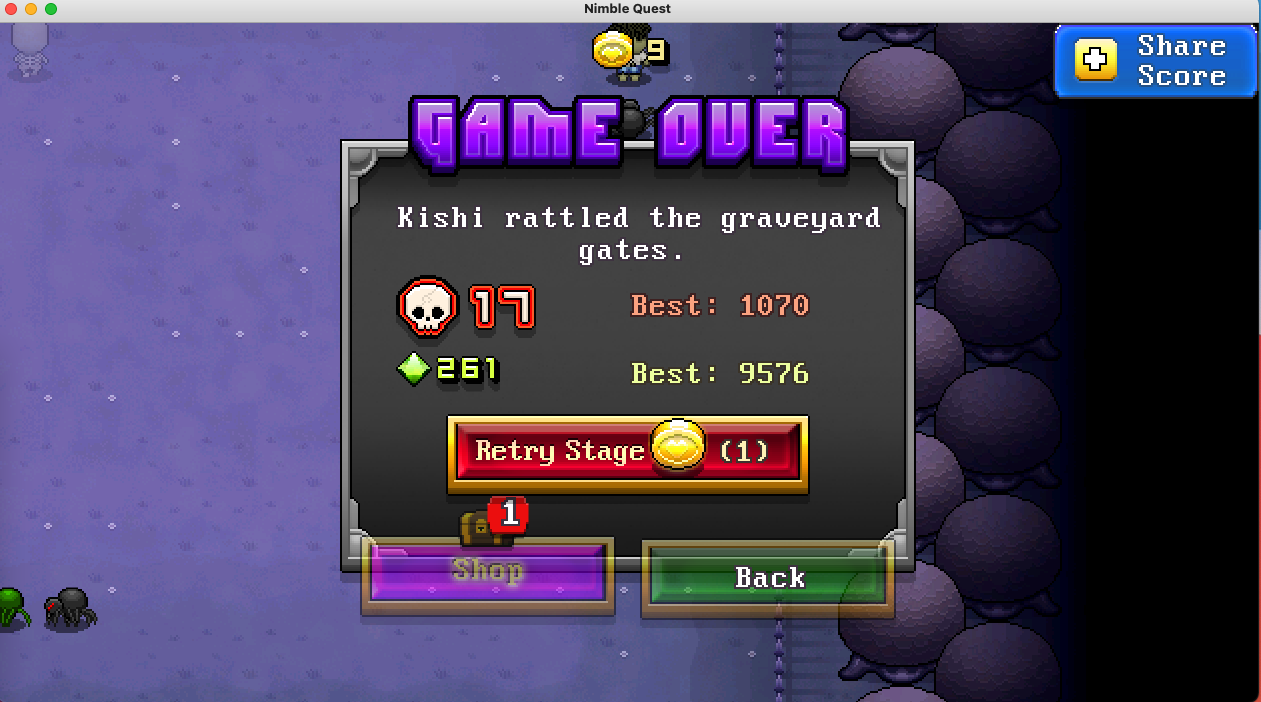 Nimble Quest
9
Share
Score
GAME OVER
Kishi rattled the graveyard
gates.
17
Best: 1070
261
Best: 9576
Retry Stage (1)
1
Shop
Back